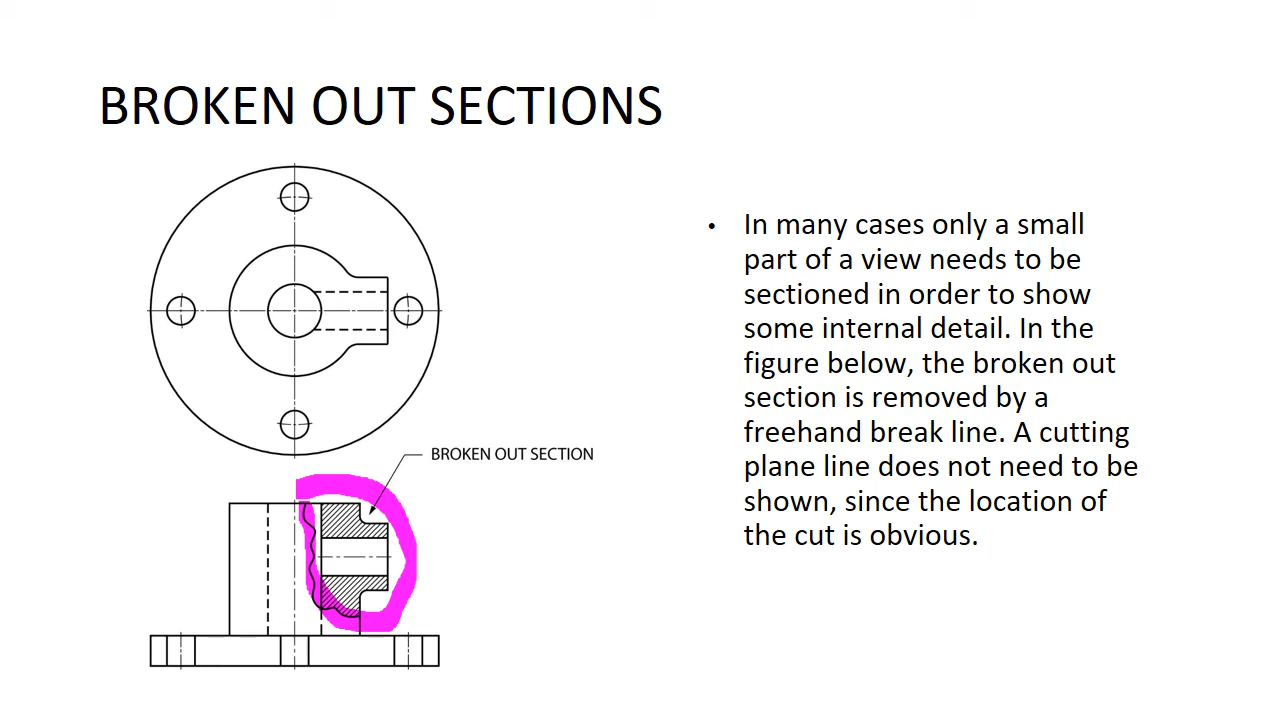 BROKEN OUT SECTIONS
• In many cases only a small
part of a view needs to be
sectioned in order to show
some internal detail. In the
figure below, the broken out
section is removed by a
freehand break line. A cutting
plane line does not need to be
shown, since the location of
the cut is obvious.
BROKEN OUT SECTION